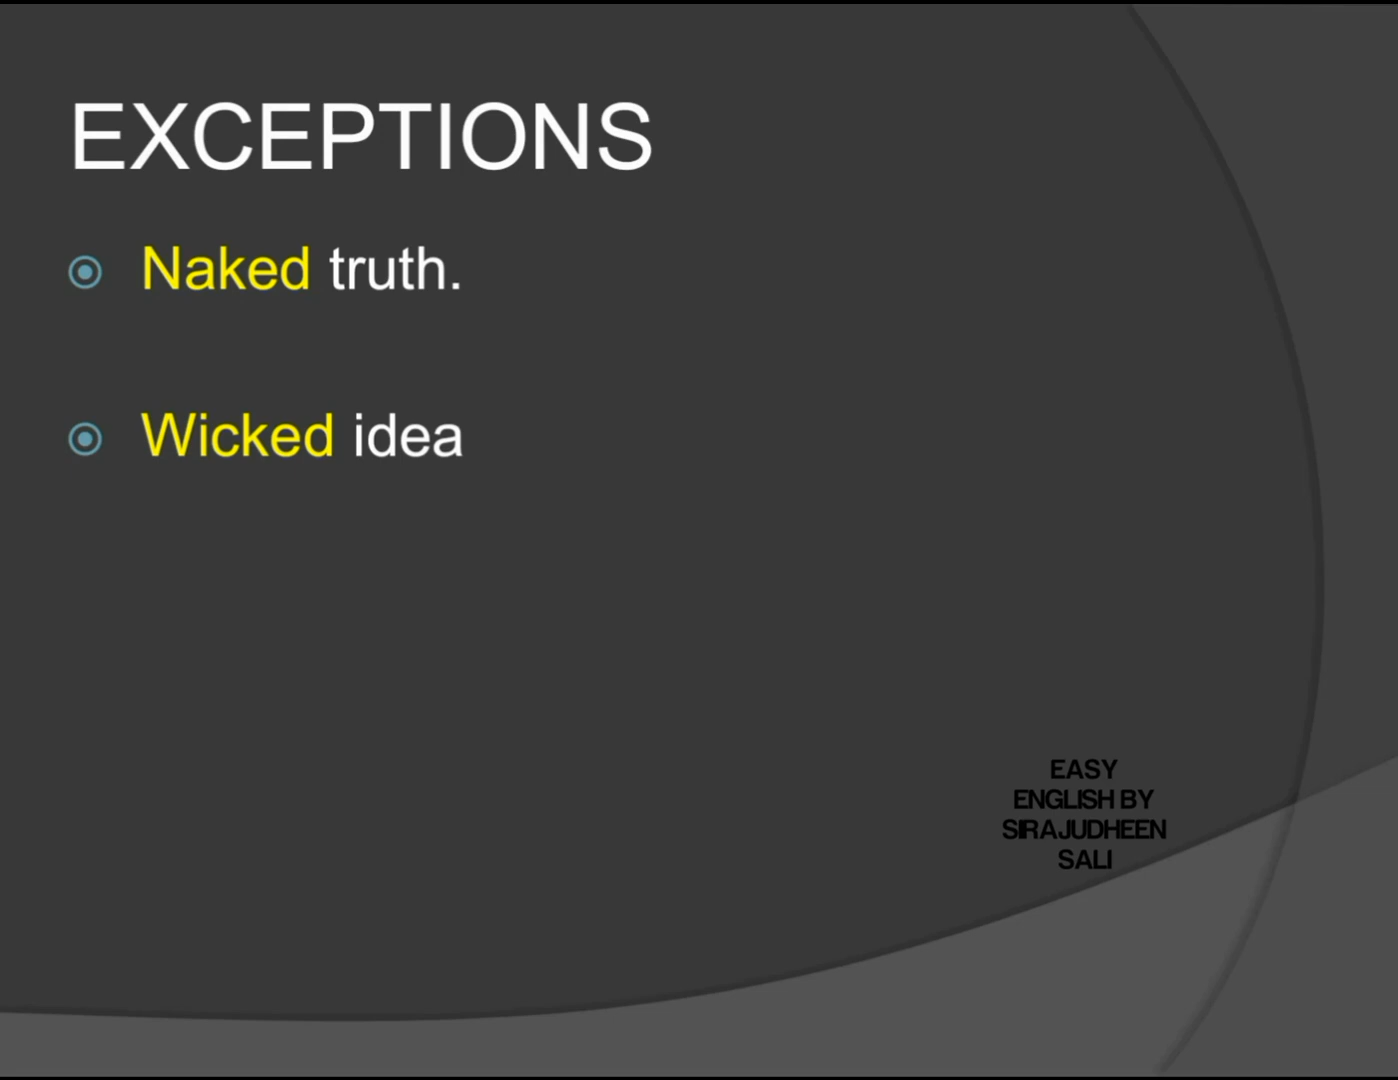 EXCEPTIONS
Naked truth.
Wicked idea
EASY
ENGLISH BY
SIRAJUDHEEN
SALI